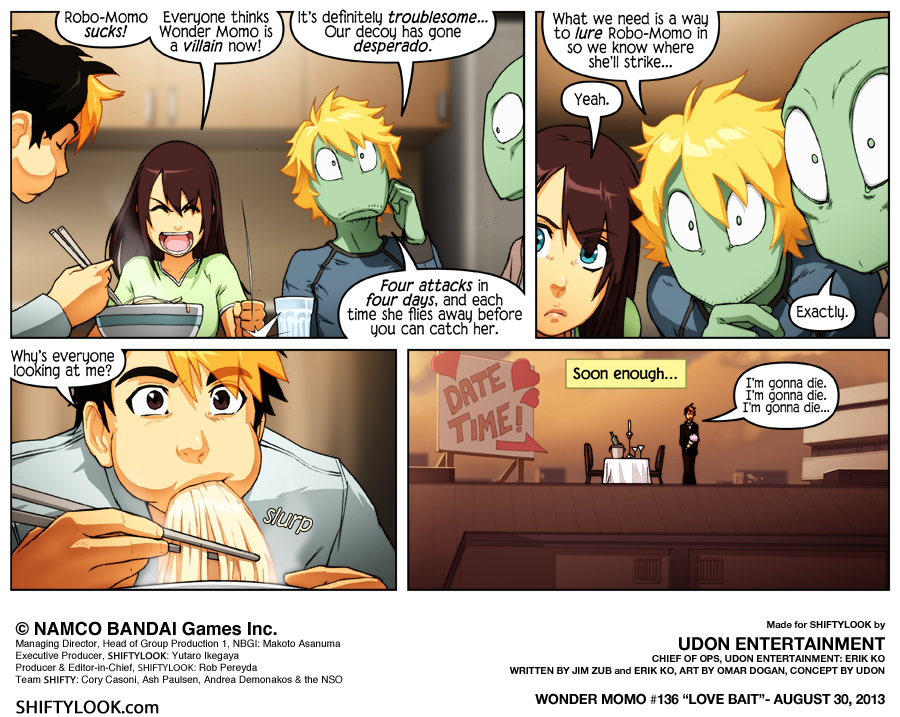 Robo-Momo
sucks!
Everyone thinks
Wonder Momo is
a villain now!
It's definitely troublesome...
Our decoy has gone
desperado.
Four attacks in
four days, and each
time she flies away before
you can catch her.
What we need is a way
to lure Robo-Momo in
so we know where
she'll strike...
Yeah.
Exactly.
Why's everyone
looking at me?
slurp
Soon enough...
DATE
TIME!
I'm gonna die.
I'm gonna die.
I'm gonna die...
© NAMCO BANDAI Games Inc.
Managing Director, Head of Group Production 1, NBGI: Makoto Asanuma
Executive Producer, SHIFTYLOOK: Yutaro Ikegaya
Producer & Editor-in-Chief, SHIFTYLOOK: Rob Pereyda
Team SHIFTY: Cory Casoni, Ash Paulsen, Andrea Demonakos & the NSO
SHIFTYLOOK.com
Made for SHIFTYLOOK by
UDON ENTERTAINMENT
CHIEF OF OPS, UDON ENTERTAINMENT: ERIK KO
WRITTEN BY JIM ZUB and ERIK KO, ART BY OMAR DOGAN, CONCEPT BY UDON
WONDER MOMO #136 “LOVE BAIT”- AUGUST 30, 2013